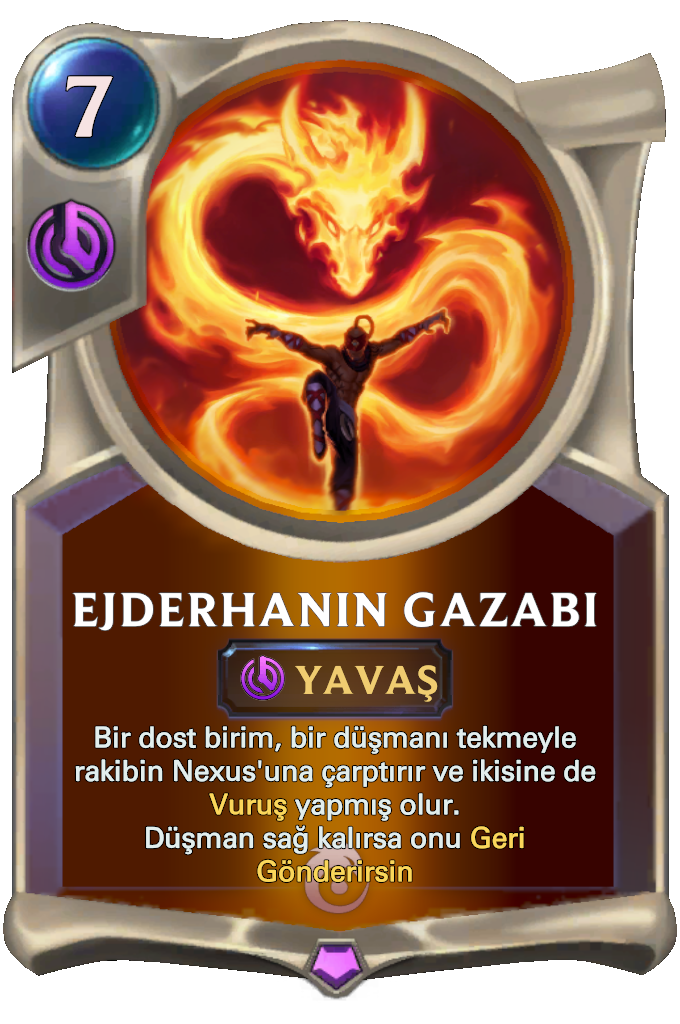 7
EJDERHANIN GAZABI
YAVAŞ
Bir dost birim, bir düşmanı tekmeyle
rakibin Nexus'una çarptırır ve ikisine de
Vuruş yapmış olur.
Düşman sağ kalırsa onu Geri
Gönderirsin